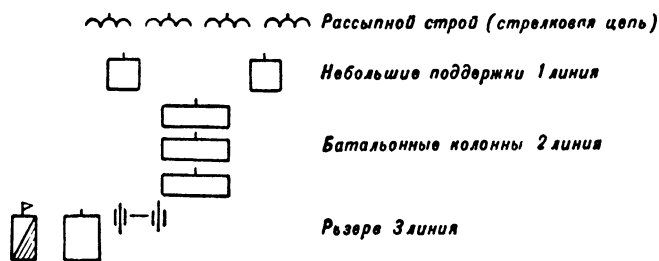 Рассыпной строй (стрелковая цепь)
Небольшие поддержки 1 линия
Батальонные колонны 2 линия
Резерв 3 линия